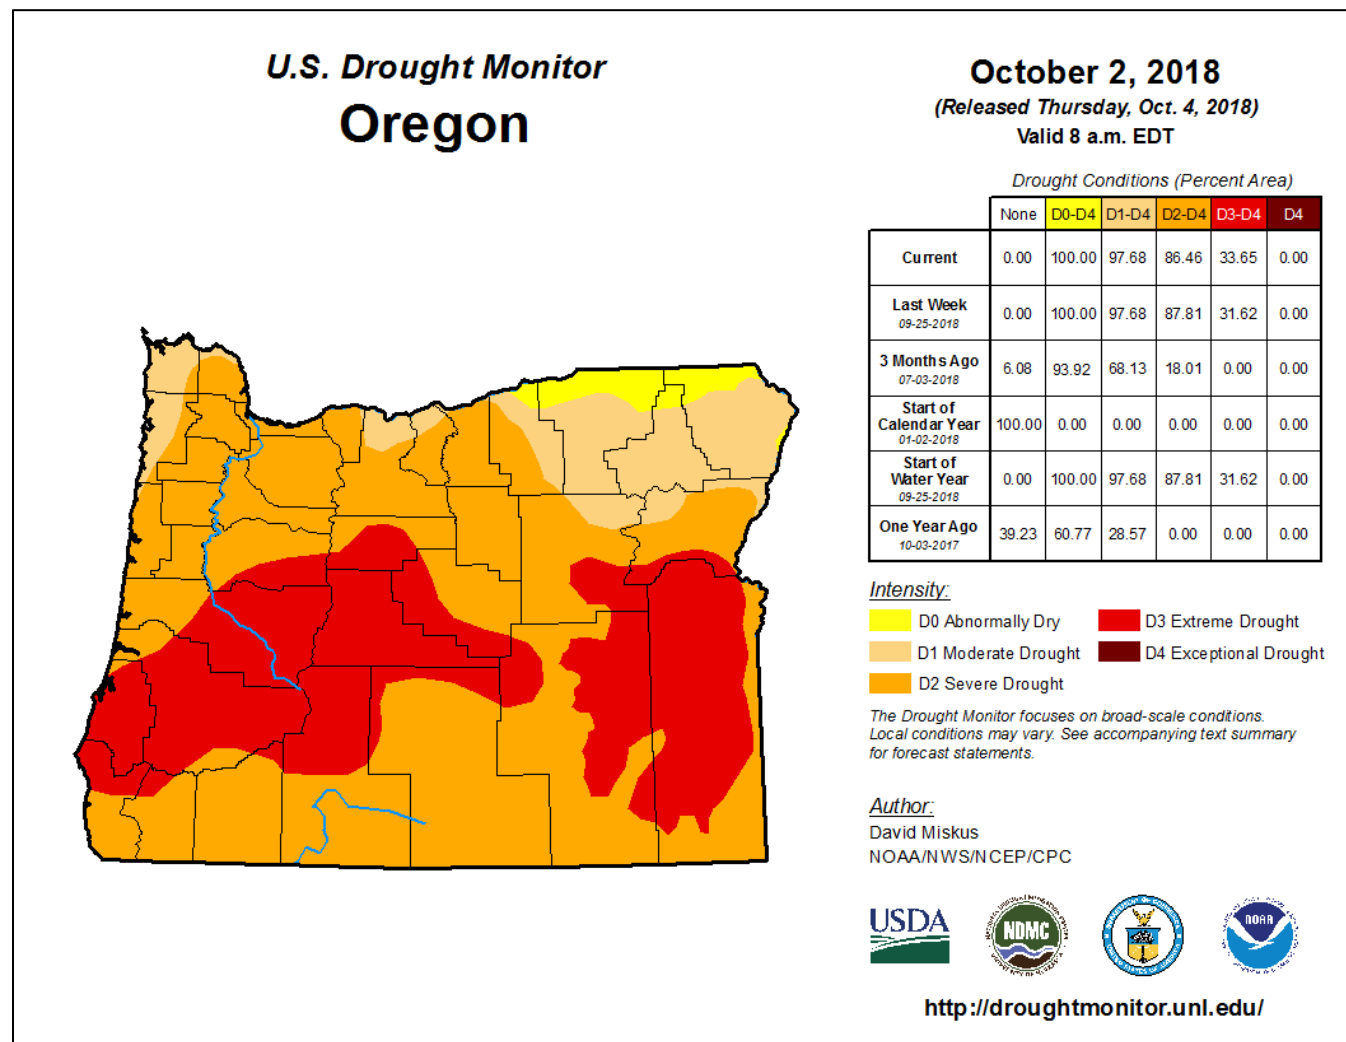 U.S. Drought Monitor
Oregon
October 2, 2018
(Released Thursday, Oct. 4, 2018)
Valid 8 a.m. EDT
Drought Conditions (Percent Area)
None D0-D4 D1-D4 D2-D4 D3-D4 D4
Current 0.00 100.00 97.68 86.46 33.65 0.00
Last Week
09-25-2018 0.00 100.00 97.68 87.81 31.62 0.00
3 Months Ago
07-03-2018 6.08 93.92 68.13 18.01 0.00 0.00
Start of
Calendar Year
01-02-2018 100.00 0.00 0.00 0.00 0.00 0.00
Start of
Water Year
09-25-2018 0.00 100.00 97.68 87.81 31.62 0.00
One Year Ago
10-03-2017 39.23 60.77 28.57 0.00 0.00 0.00
Intensity:
D0 Abnormally Dry D3 Extreme Drought
D1 Moderate Drought D4 Exceptional Drought
D2 Severe Drought
The Drought Monitor focuses on broad-scale conditions.
Local conditions may vary. See accompanying text summary
for forecast statements.
Author:
David Miskus
NOAA/NWS/NCEP/CPC
USDA
NDMC
NOAA
http://droughtmonitor.unl.edu/